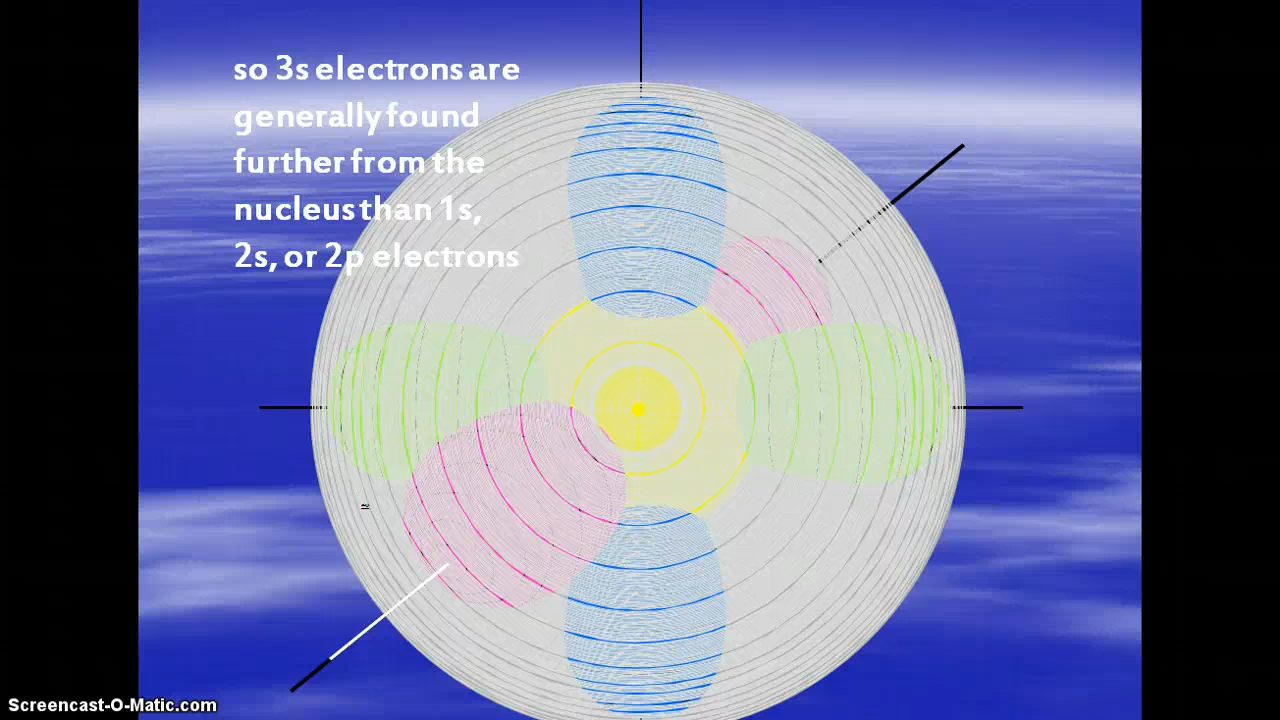 so 3s electrons are
generally found
further from the
nucleus than 1s,
2s, or 2p electrons
Screencast-O-Matic.com